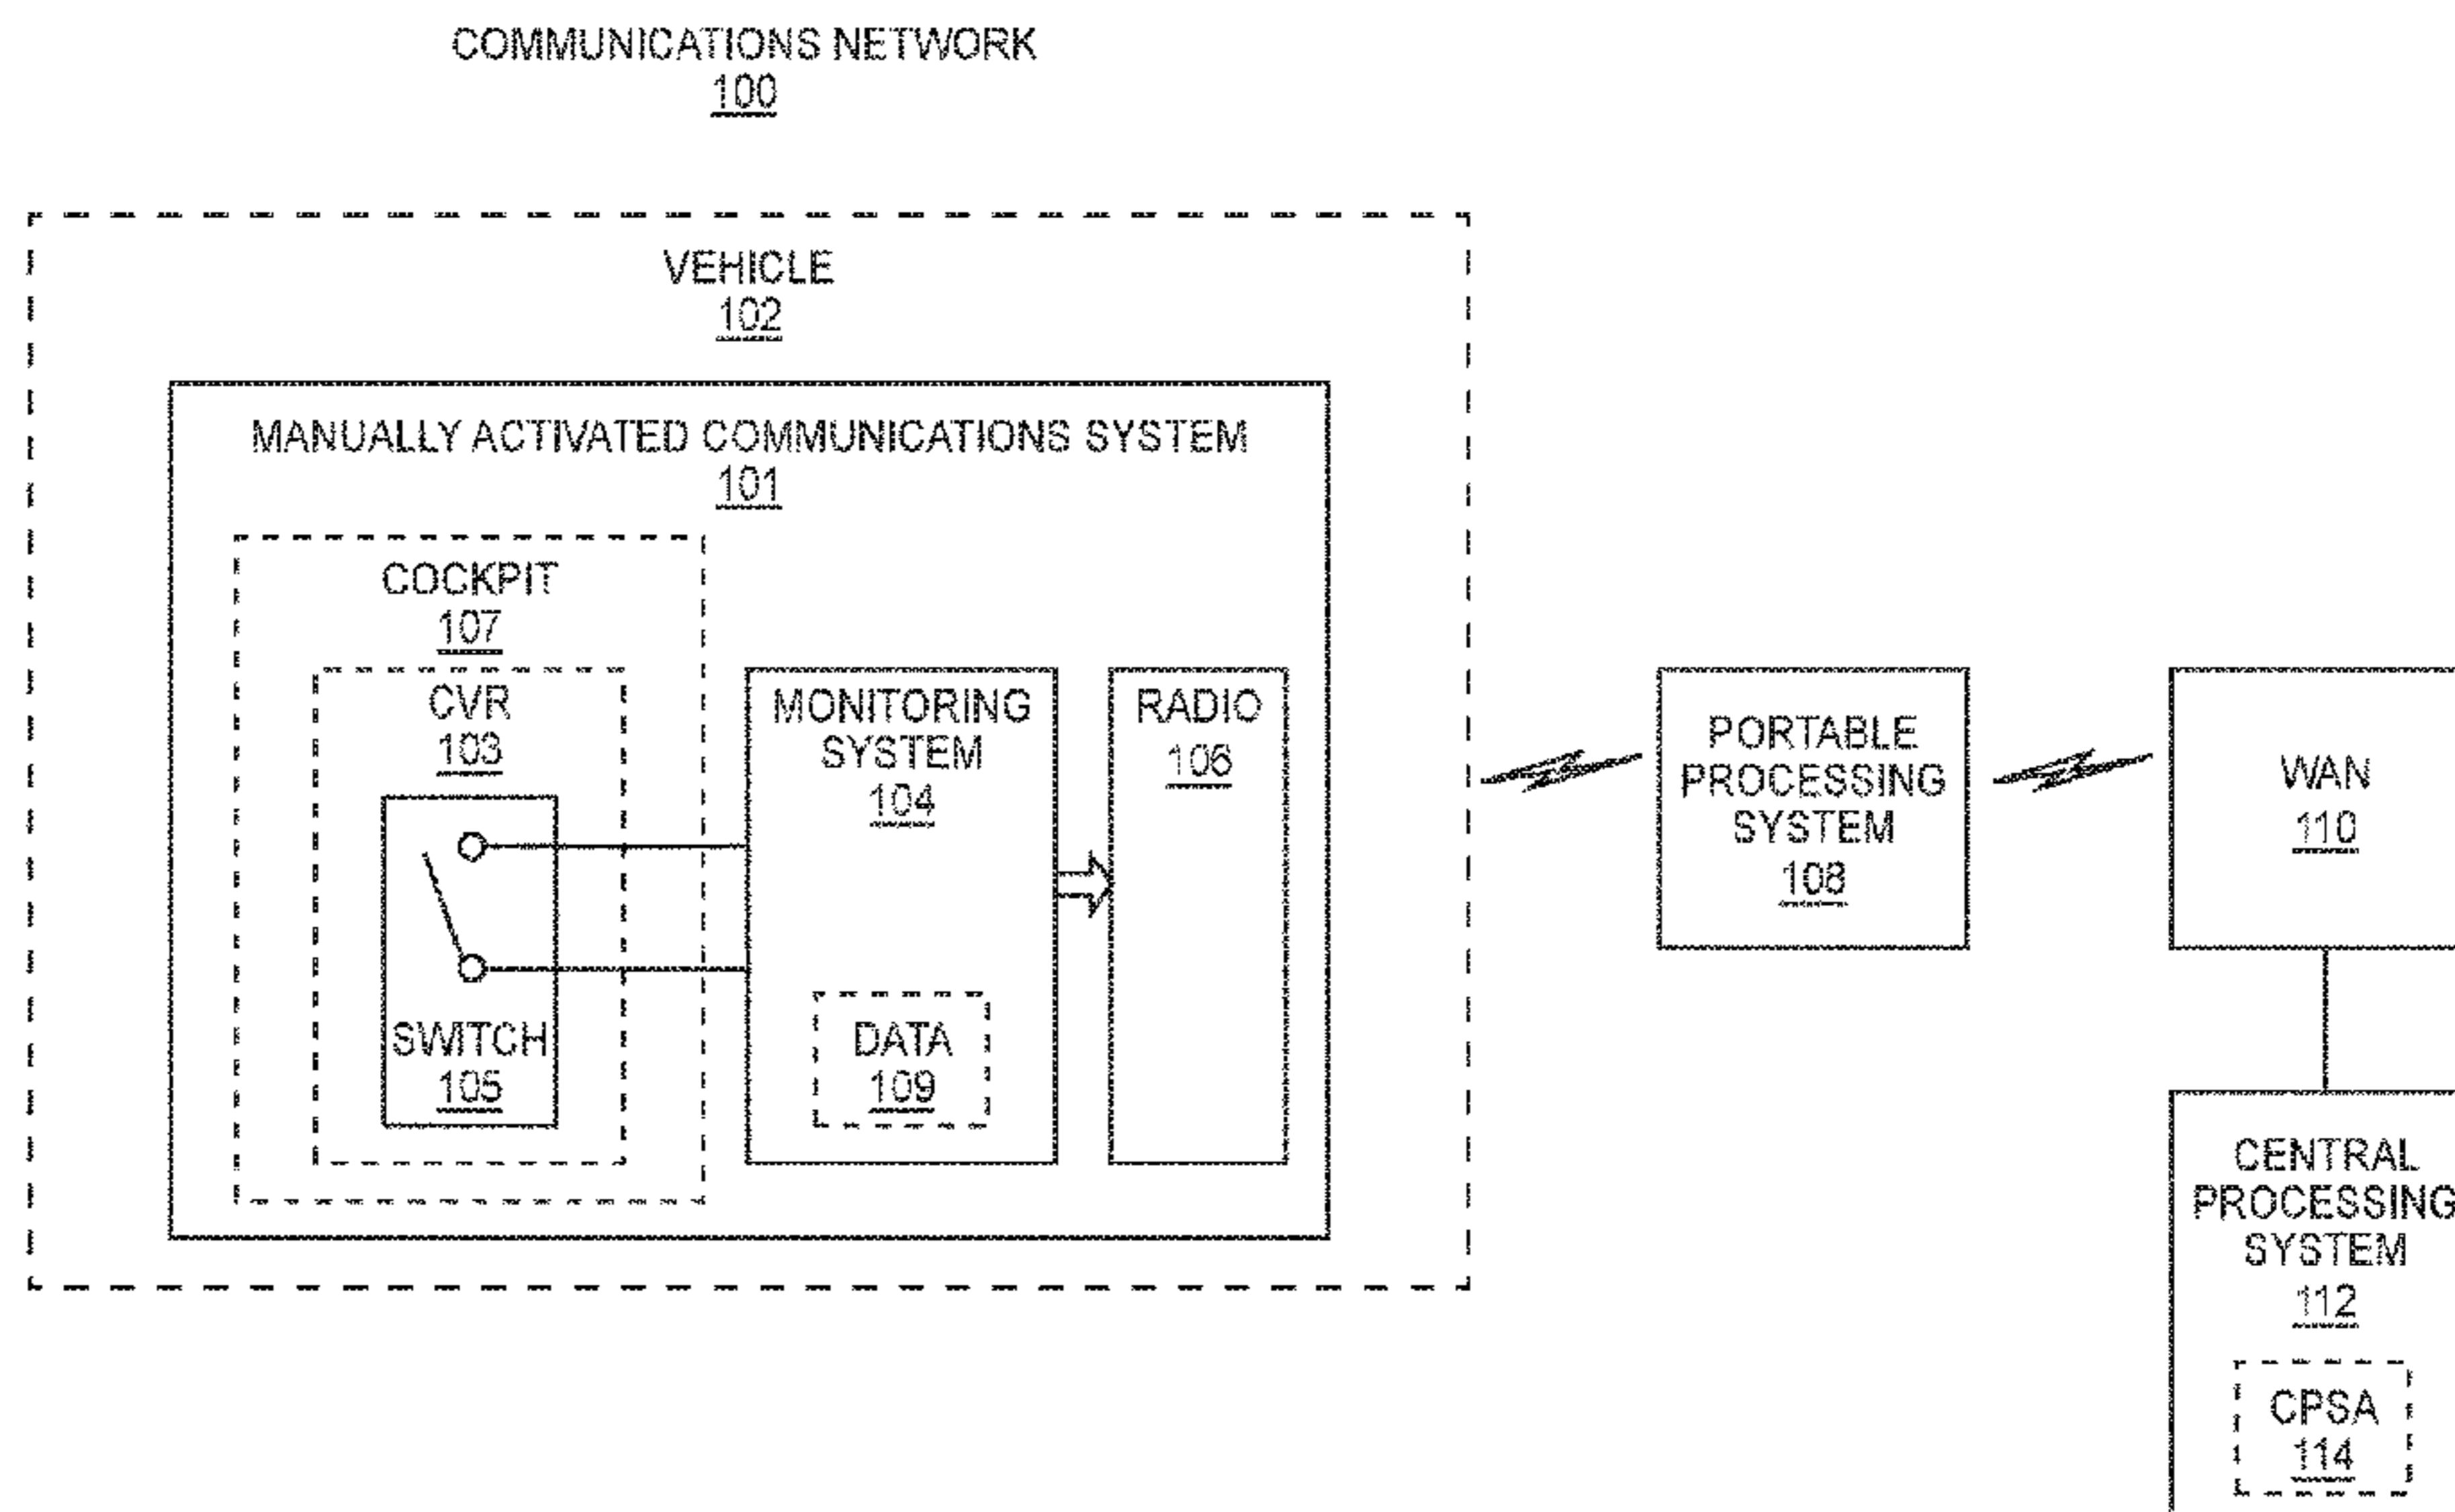 COMMUNICATIONS NETWORK
100
VEHICLE
102
MANUALLY ACTIVATED COMMUNICATIONS SYSTEM
101
COCKPIT
107
CVR
103
SWITCH
105
MONITORING
SYSTEM
104
DATA
109
RADIO
106
PORTABLE
PROCESSING
SYSTEM
108
WAN
110
CENTRAL
PROCESSING
SYSTEM
112
CPSA
114